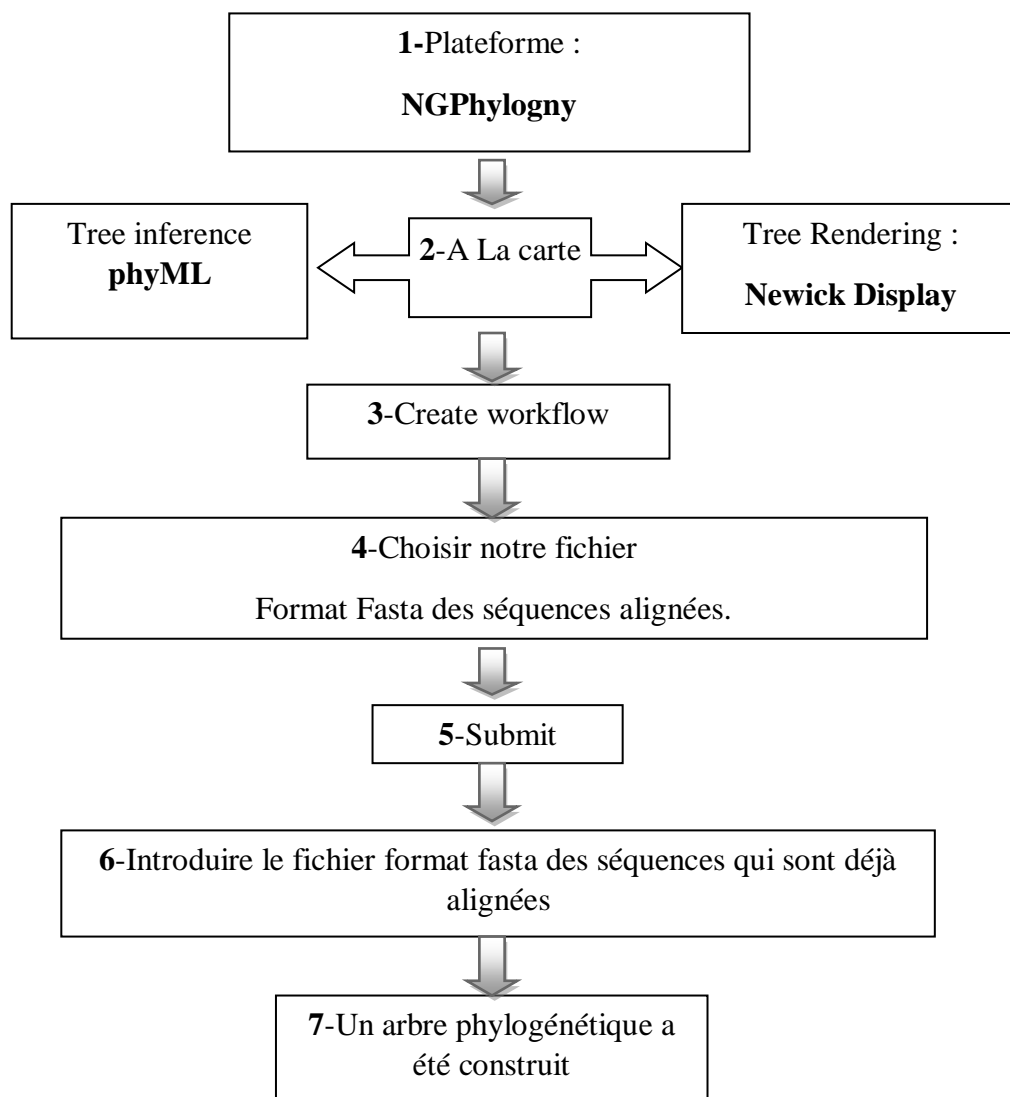 1-Plateforme :
NGPhylogny
Tree inference
phyML
2-A La carte
Tree Rendering :
Newick Display
3-Create workflow
4-Choisir notre fichier
Format Fasta des séquences alignées.
5-Submit
6-Introduire le fichier format fasta des séquences qui sont déjà
alignées
7-Un arbre phylogénétique a
été construit